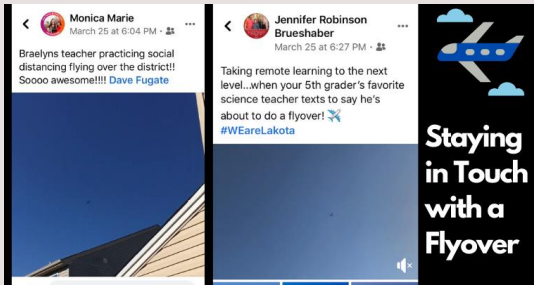 Monica Marie
March 25 at 6:04 PM ·
Braelyns teacher practicing social
distancing flying over the district!!
Soooo awesome!!!! Dave Fugate
Jennifer Robinson
Brueshaber
March 25 at 6:27 PM ·
Taking remote learning to the next
level...when your 5th grader's favorite
science teacher texts to say he's
about to do a flyover! ✈️
#WEareLakota
Staying
in Touch
with a
Flyover